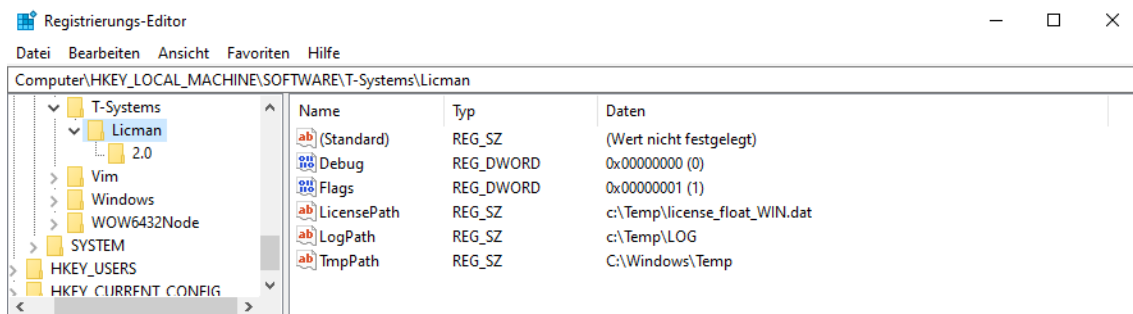 Registrierungs-Editor
Datei Bearbeiten Ansicht Favoriten Hilfe
Computer\HKEY_LOCAL_MACHINE\SOFTWARE\T-Systems\Licman
T-Systems
Licman
2.0
Vim
Windows
WOW6432Node
SYSTEM
HKEY_USERS
HKEY_CURRENT_CONFIG
Name Typ Daten
(Standard) REG_SZ (Wert nicht festgelegt)
Debug REG_DWORD 0x00000000 (0)
Flags REG_DWORD 0x00000001 (1)
LicensePath REG_SZ c:\Temp\license_float_WIN.dat
LogPath REG_SZ c:\Temp\LOG
TmpPath REG_SZ C:\Windows\Temp